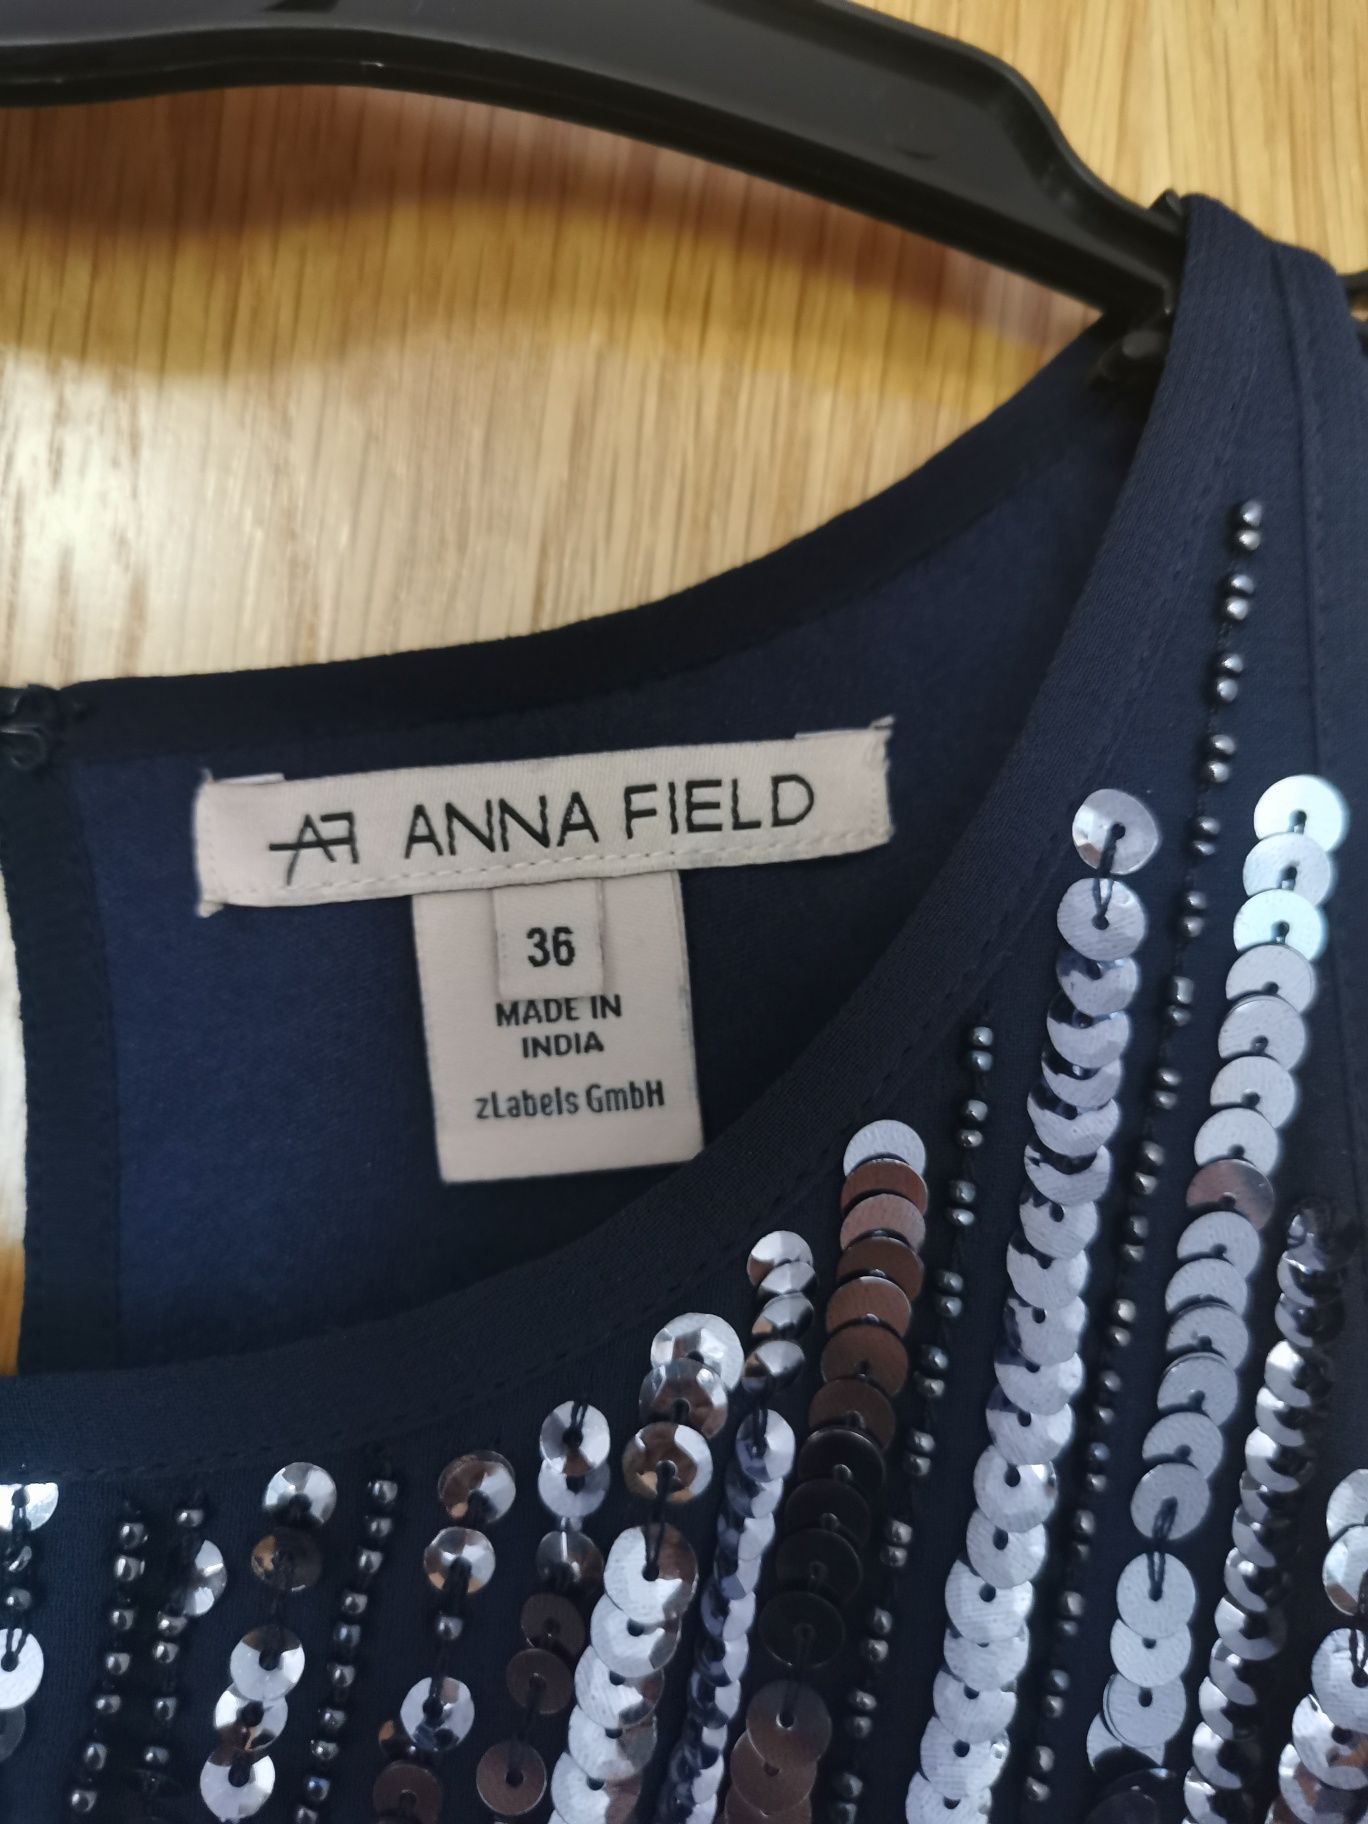 AF ANNA FIELD
36
MADE IN
INDIA
zLabels GmbH